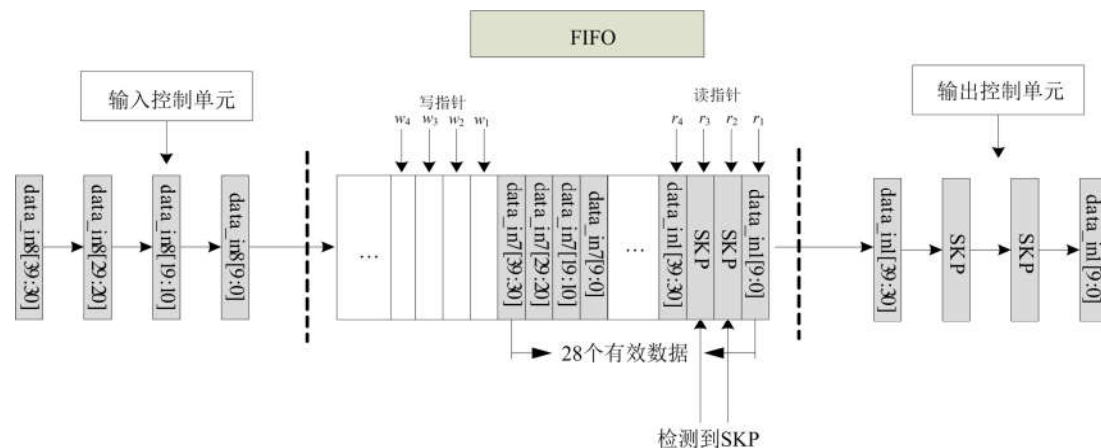 FIFO
输入控制单元
输出控制单元
写指针
读指针
w4 w3 w2 w1
r4 r3 r2 r1
data_in8[39:30]
data_in8[29:20]
data_in8[19:10]
data_in8[9:0]
…
data_in7[39:30]
data_in7[29:20]
data_in7[19:10]
data_in7[9:0]
…
data_in1[39:30]
SKP
SKP
data_in1[9:0]
data_in1[39:30]
SKP
SKP
data_in1[9:0]
28个有效数据
检测到SKP